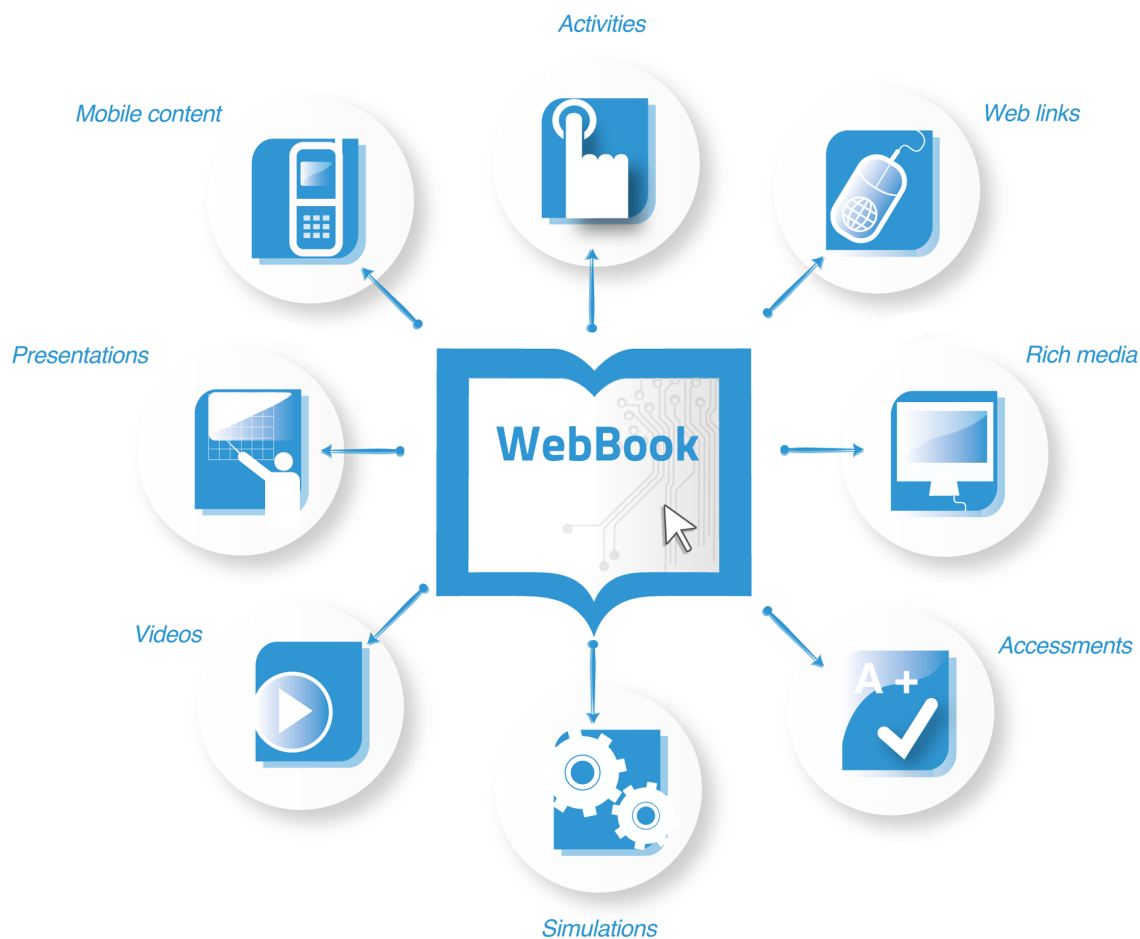 Activities
Mobile content
Web links
Presentations
Rich media
WebBook
Videos
Accessments
A +
Simulations